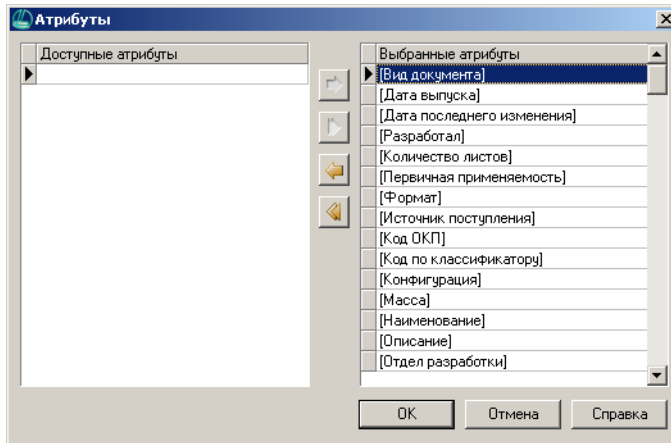 Атрибуты
Доступные атрибуты
Выбранные атрибуты
[Вид документа]
[Дата выпуска]
[Дата последнего изменения]
[Разработал]
[Количество листов]
[Первичная применяемость]
[Формат]
[Источник поступления]
[Код ОКП]
[Код по классификатору]
[Конфигурация]
[Масса]
[Наименование]
[Описание]
[Отдел разработки]
OK Отмена Справка